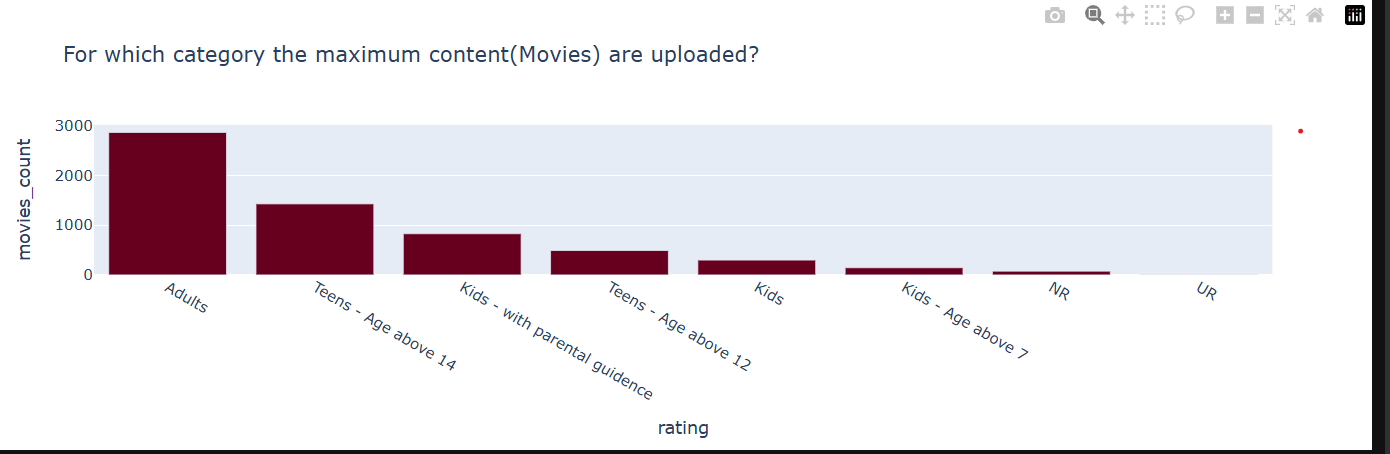 For which category the maximum content(Movies) are uploaded?
movies_count
3000
2000
1000
0
Adults
Teens - Age above 14
Kids - with parental guidence
Teens - Age above 12
Kids
Kids - Age above 7
NR
UR
rating